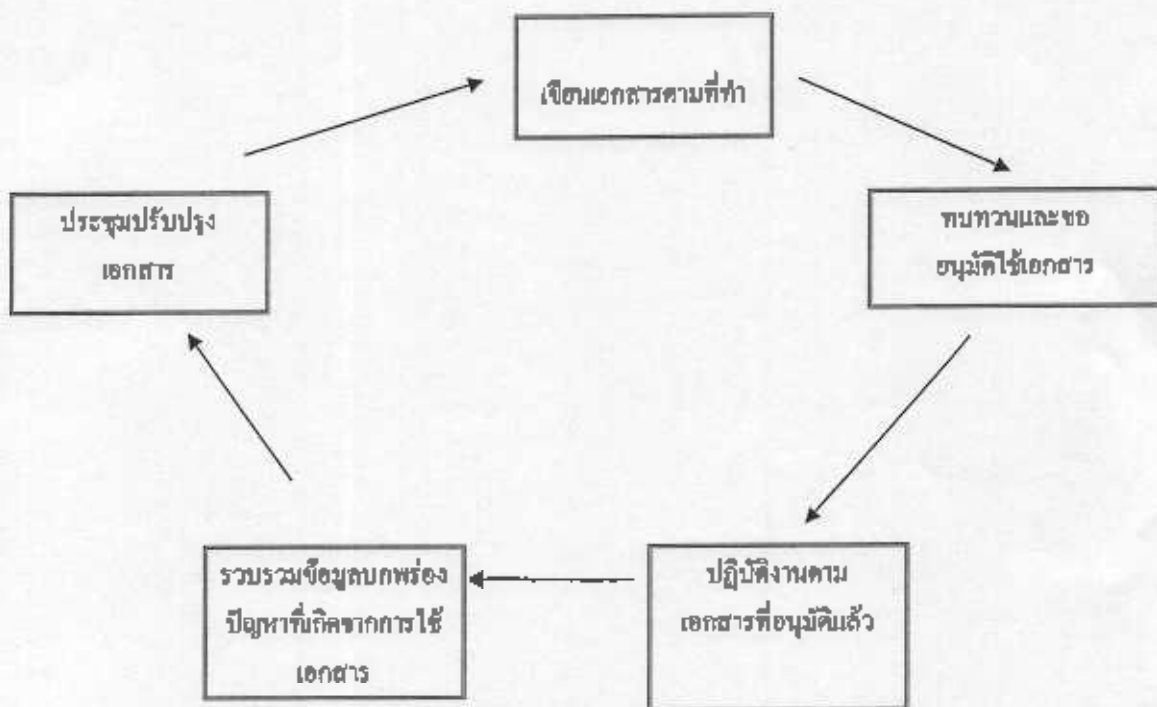 เขียนเอกสารตามที่ทำ
ทบทวนและขอ
อนุมัติใช้เอกสาร
ปฏิบัติงานตาม
เอกสารที่อนุมัติแล้ว
รวบรวมข้อมูลบกพร่อง
ปัญหาที่เกิดจากการใช้
เอกสาร
ประชุมปรับปรุง
เอกสาร